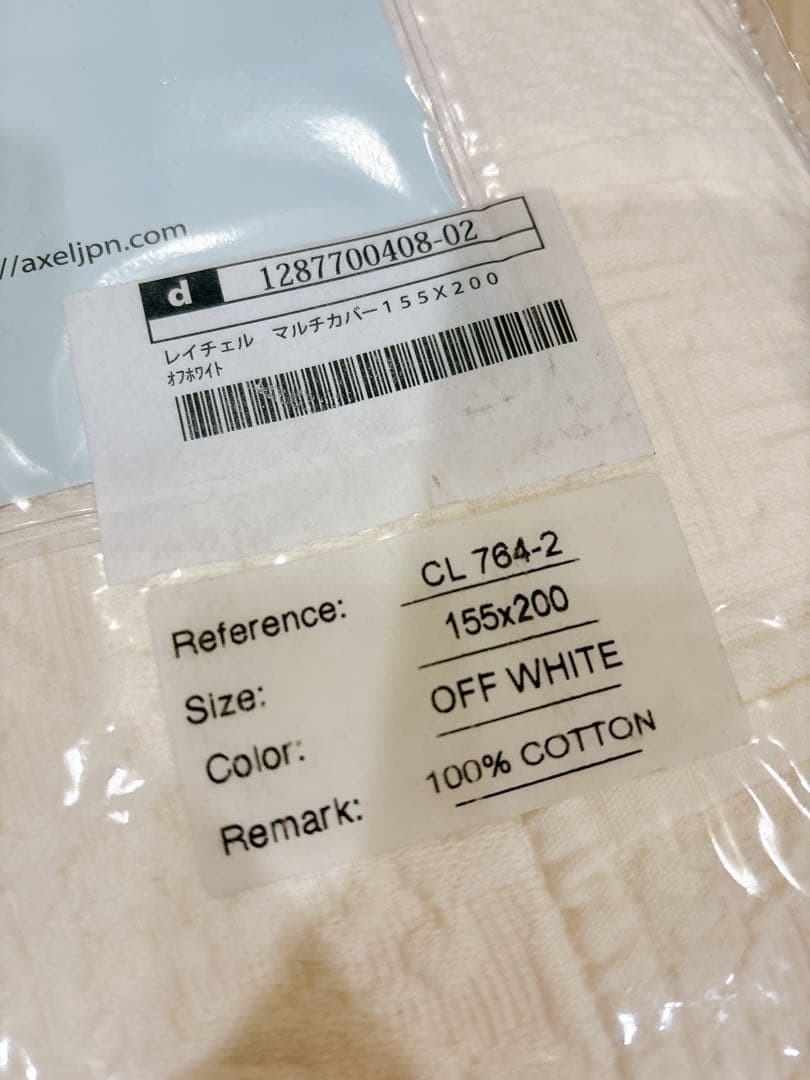 //axeljpn.com
d 1287700408-02
レイチェル マルチカバー155X200
ｵﾌﾎﾜｲﾄ
Reference: CL 764-2
Size: 155x200
Color: OFF WHITE
Remark: 100% COTTON